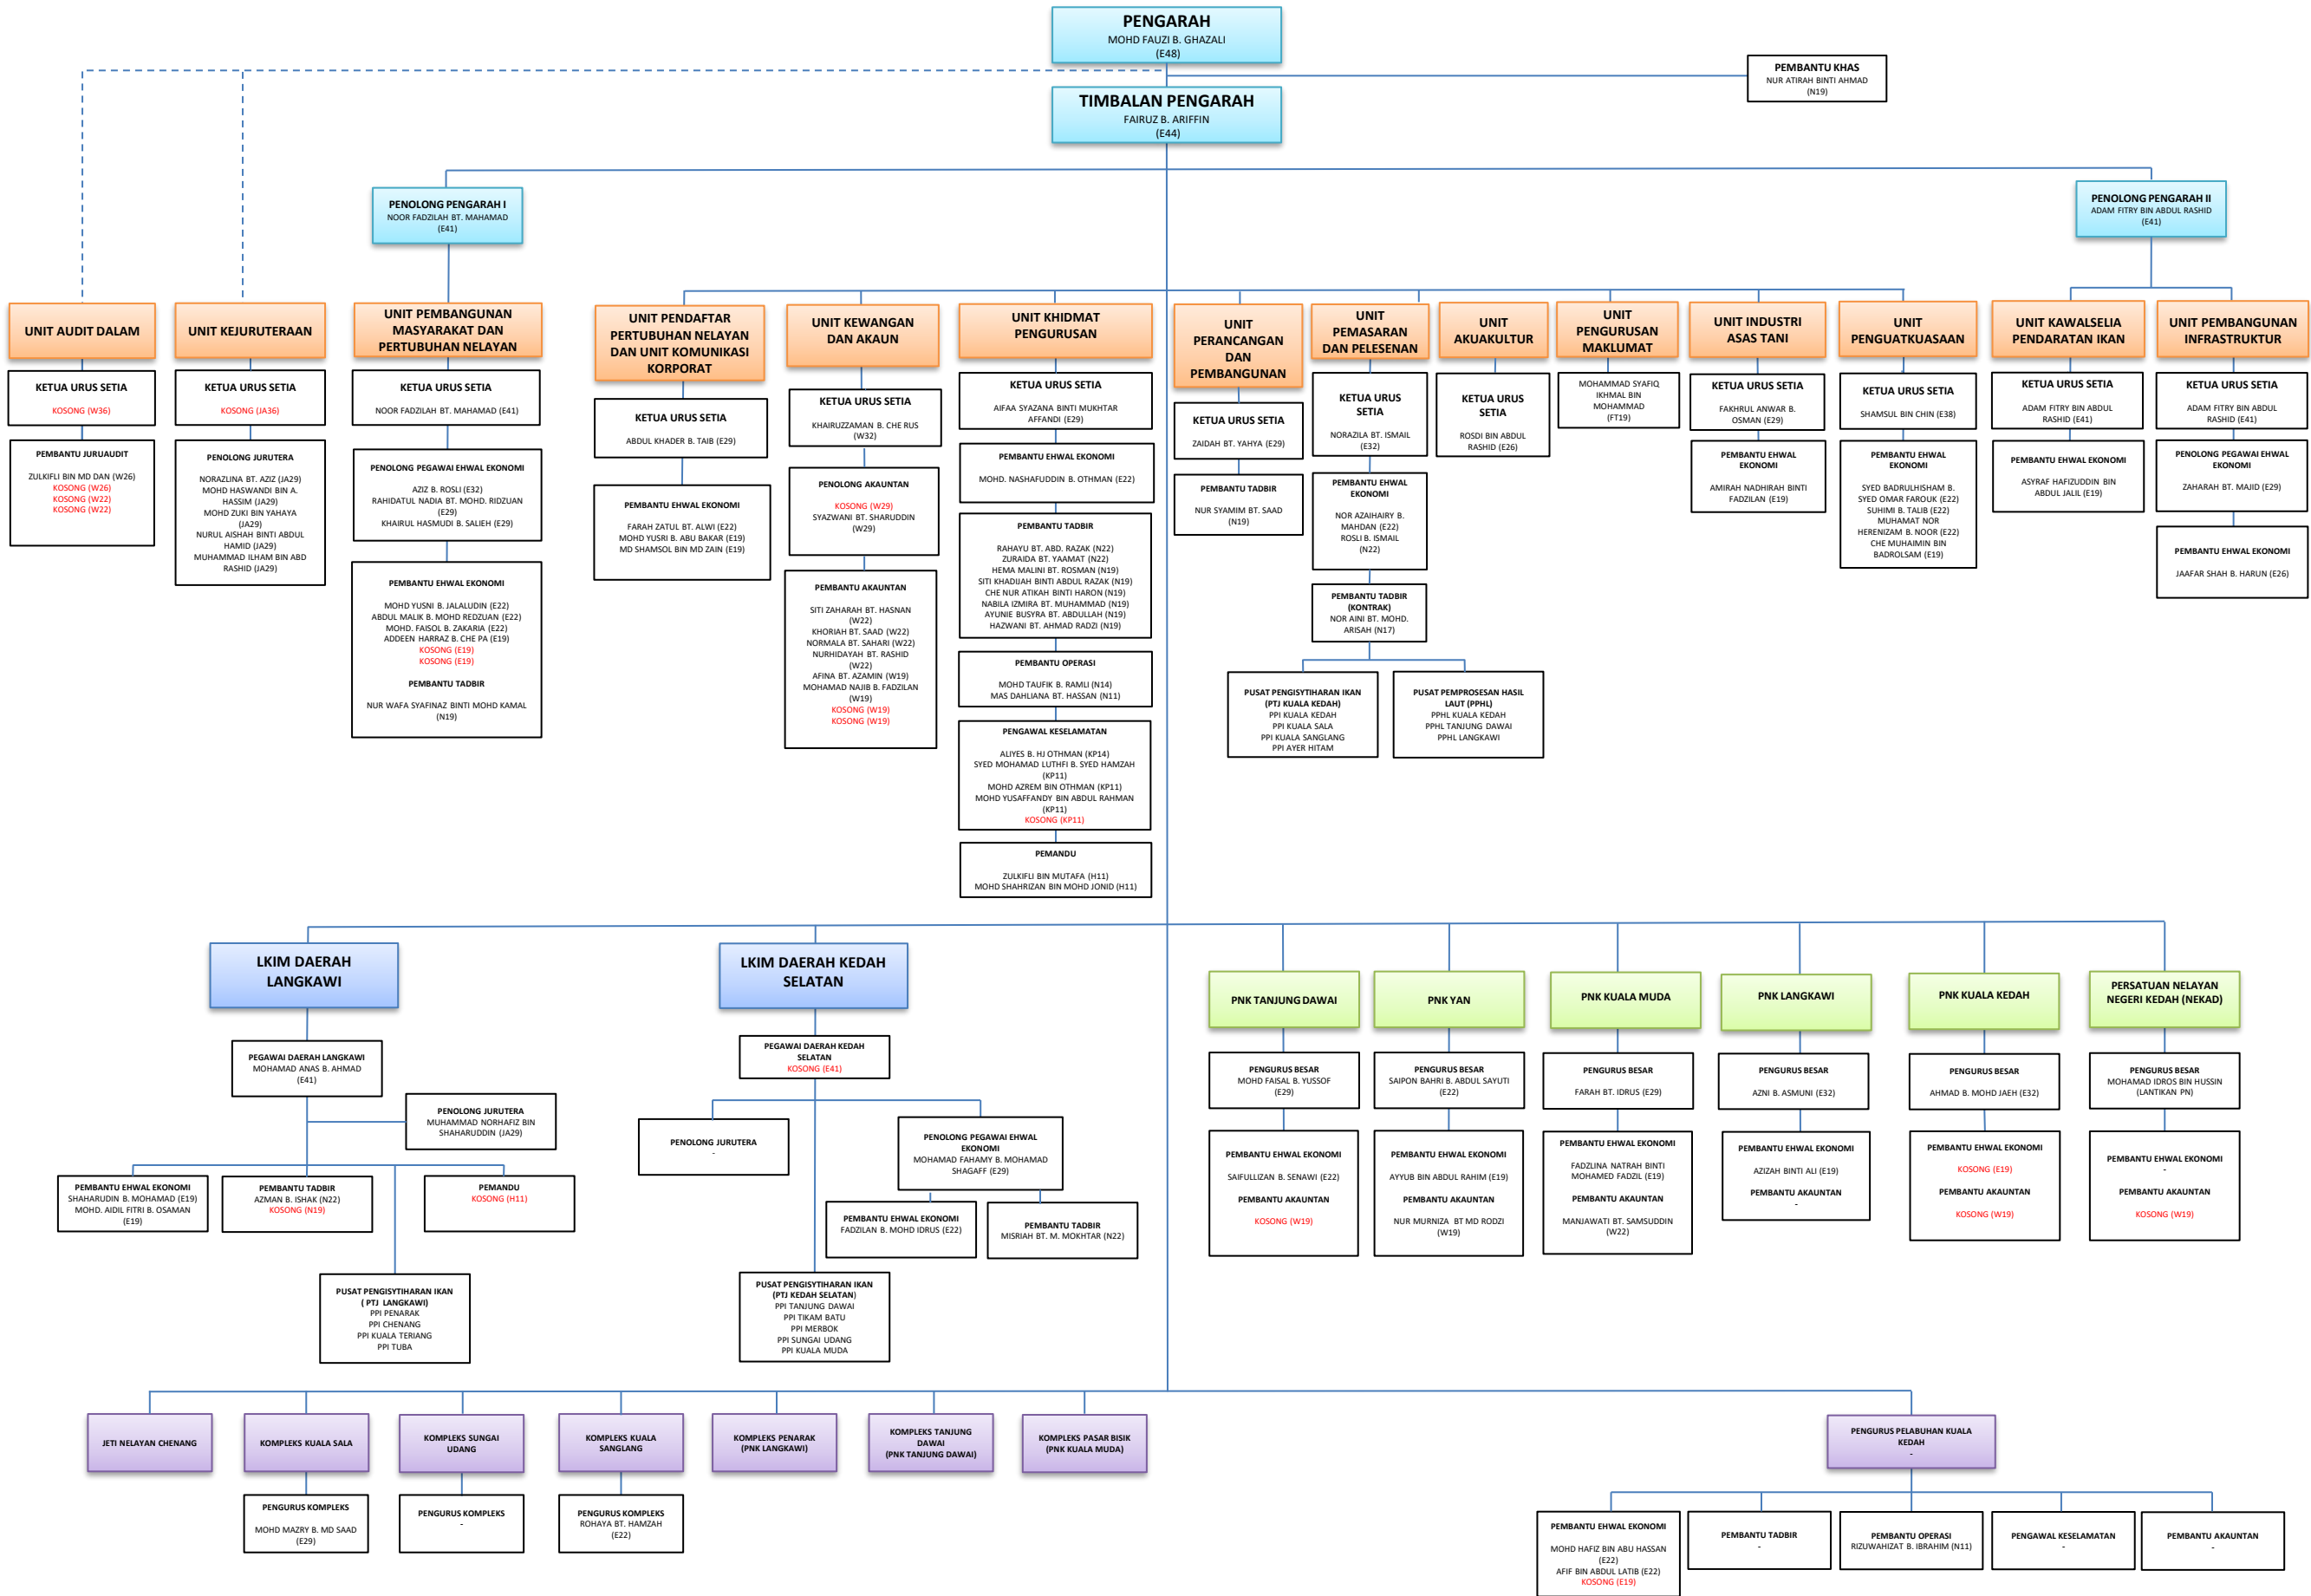 PENGARAH
MOHD FAUZI B. GHAZALI
(E48)
PEMBANTU KHAS
NUR ATIRAH BINTI AHMAD
(N19)
TIMBALAN PENGARAH
FAIRUZ B. ARIFFIN
(E44)
PENOLONG PENGARAH I
NOOR FADZILAH BT. MAHAMAD
(E41)
PENOLONG PENGARAH II
ADAM FITRY BIN ABDUL RASHID
(E41)
UNIT AUDIT DALAM
KETUA URUS SETIA
KOSONG (W36)
PEMBANTU JURUAUDIT
ZULKIFLI BIN MD DAN (W26)
KOSONG (W26)
KOSONG (W22)
KOSONG (W22)
UNIT KEJURUTERAAN
KETUA URUS SETIA
KOSONG (JA36)
PENOLONG JURUTERA
NORAZLINA BT. AZIZ (JA29)
MOHD HASWANDI BIN A.
HASSIM (JA29)
MOHD ZUKI BIN YAHAYA
(JA29)
NURUL AISHAH BINTI ABDUL
HAMID (JA29)
MUHAMMAD ILHAM BIN ABD
RASHID (JA29)
UNIT PEMBANGUNAN
MASYARAKAT DAN
PERTUBUHAN NELAYAN
KETUA URUS SETIA
NOOR FADZILAH BT. MAHAMAD (E41)
PENOLONG PEGAWAI EHWAL EKONOMI
AZIZ B. ROSLI (E32)
RAHIDATUL NADIA BT. MOHD. RIDZUAN
(E29)
KHAIRUL HASMUDI B. SALIEH (E29)
PEMBANTU EHWAL EKONOMI
MOHD YUSNI B. JALALUDIN (E22)
ABDUL MALIK B. MOHD REDZUAN (E22)
MOHD. FAISOL B. ZAKARIA (E22)
ADDEEN HARRAZ B. CHE PA (E19)
KOSONG (E19)
KOSONG (E19)
PEMBANTU TADBIR
NUR WAFA SYAFINAZ BINTI MOHD KAMAL
(N19)
UNIT PENDAFTAR
PERTUBUHAN NELAYAN
DAN UNIT KOMUNIKASI
KORPORAT
KETUA URUS SETIA
ABDUL KHADER B. TAIB (E29)
PEMBANTU EHWAL EKONOMI
FARAH ZATUL BT. ALWI (E22)
MOHD YUSRI B. ABU BAKAR (E19)
MD SHAMSOL BIN MD ZAIN (E19)
UNIT KEWANGAN
DAN AKAUN
KETUA URUS SETIA
KHAIRUZZAMAN B. CHE RUS
(W32)
PENOLONG AKAUNTAN
KOSONG (W29)
SYAZWANI BT. SHARUDDIN
(W29)
PEMBANTU AKAUNTAN
SITI ZAHARAH BT. HASNAN
(W22)
KHORIAH BT. SAAD (W22)
NORMALA BT. SAHARI (W22)
NURHIDAYAH BT. RASHID
(W22)
AFINA BT. AZAMIN (W19)
MOHAMAD NAJIB B. FADZILAN
(W19)
KOSONG (W19)
KOSONG (W19)
UNIT KHIDMAT
PENGURUSAN
KETUA URUS SETIA
AIFAA SYAZANA BINTI MUKHTAR
AFFANDI (E29)
PEMBANTU EHWAL EKONOMI
MOHD. NASHAFUDDIN B. OTHMAN (E22)
PEMBANTU TADBIR
RAHAYU BT. ABD. RAZAK (N22)
ZURAIDA BT. YAAMAT (N22)
HEMA MALINI BT. ROSMAN (N19)
SITI KHADIJAH BINTI ABDUL RAZAK (N19)
CHE NUR ATIKAH BINTI HARON (N19)
NABILA IZMIRA BT. MUHAMMAD (N19)
AYUNIE BUSYRA BT. ABDULLAH (N19)
HAZWANI BT. AHMAD RADZI (N19)
PEMBANTU OPERASI
MOHD TAUFIK B. RAMLI (N14)
MAS DAHLIANA BT. HASSAN (N11)
PENGAWAL KESELAMATAN
ALIYES B. HJ OTHMAN (KP14)
SYED MOHAMAD LUTHFI B. SYED HAMZAH
(KP11)
MOHD AZREM BIN OTHMAN (KP11)
MOHD YUSAFFANDY BIN ABDUL RAHMAN
(KP11)
KOSONG (KP11)
PEMANDU
ZULKIFLI BIN MUTAFA (H11)
MOHD SHAHRIZAN BIN MOHD JONID (H11)
UNIT
PERANCANGAN
DAN
PEMBANGUNAN
KETUA URUS SETIA
ZAIDAH BT. YAHYA (E29)
PEMBANTU TADBIR
NUR SYAMIM BT. SAAD
(N19)
UNIT
PEMASARAN
DAN PELESENAN
KETUA URUS
SETIA
NORAZILA BT. ISMAIL
(E32)
PEMBANTU EHWAL
EKONOMI
NOR AZAIHAIRY B.
MAHDAN (E22)
ROSLI B. ISMAIL
(N22)
PEMBANTU TADBIR
(KONTRAK)
NOR AINI BT. MOHD.
ARISAH (N17)
PUSAT PENGISYTIHARAN IKAN
(PTJ KUALA KEDAH)
PPI KUALA KEDAH
PPI KUALA SALA
PPI KUALA SANGLANG
PPI AYER HITAM
PUSAT PEMPROSESAN HASIL
LAUT (PPHL)
PPHL KUALA KEDAH
PPHL TANJUNG DAWAI
PPHL LANGKAWI
UNIT
AKUAKULTUR
KETUA URUS
SETIA
ROSDI BIN ABDUL
RASHID (E26)
UNIT
PENGURUSAN
MAKLUMAT
MOHAMMAD SYAFIQ
IKHMAL BIN
MOHAMMAD
(FT19)
UNIT INDUSTRI
ASAS TANI
KETUA URUS SETIA
FAKHRUL ANWAR B.
OSMAN (E29)
PEMBANTU EHWAL
EKONOMI
AMIRAH NADHIRAH BINTI
FADZILAN (E19)
UNIT
PENGUATKUASAAN
KETUA URUS SETIA
SHAMSUL BIN CHIN (E38)
PEMBANTU EHWAL
EKONOMI
SYED BADRULHISHAM B.
SYED OMAR FAROUK (E22)
SUHIMI B. TALIB (E22)
MUHAMAT NOR
HERENIZAM B. NOOR (E22)
CHE MUHAIMIN BIN
BADROLSAM (E19)
UNIT KAWALSELIA
PENDARATAN IKAN
KETUA URUS SETIA
ADAM FITRY BIN ABDUL
RASHID (E41)
PEMBANTU EHWAL EKONOMI
ASYRAF HAFIZUDDIN BIN
ABDUL JALIL (E19)
UNIT PEMBANGUNAN
INFRASTRUKTUR
KETUA URUS SETIA
ADAM FITRY BIN ABDUL
RASHID (E41)
PENOLONG PEGAWAI EHWAL
EKONOMI
ZAHARAH BT. MAJID (E29)
PEMBANTU EHWAL EKONOMI
JAAFAR SHAH B. HARUN (E26)
LKIM DAERAH
LANGKAWI
PEGAWAI DAERAH LANGKAWI
MOHAMAD ANAS B. AHMAD
(E41)
PENOLONG JURUTERA
MUHAMMAD NORHAFIZ BIN
SHAHARUDDIN (JA29)
PEMBANTU EHWAL EKONOMI
SHAHARUDIN B. MOHAMAD (E19)
MOHD. AIDIL FITRI B. OSAMAN
(E19)
PEMBANTU TADBIR
AZMAN B. ISHAK (N22)
KOSONG (N19)
PEMANDU
KOSONG (H11)
PUSAT PENGISYTIHARAN IKAN
( PTJ LANGKAWI)
PPI PENARAK
PPI CHENANG
PPI KUALA TERIANG
PPI TUBA
LKIM DAERAH KEDAH
SELATAN
PEGAWAI DAERAH KEDAH
SELATAN
KOSONG (E41)
PENOLONG JURUTERA
-
PENOLONG PEGAWAI EHWAL
EKONOMI
MOHAMAD FAHAMY B. MOHAMAD
SHAGAFF (E29)
PEMBANTU EHWAL EKONOMI
FADZILAN B. MOHD IDRUS (E22)
PEMBANTU TADBIR
MISRIAH BT. M. MOKHTAR (N22)
PUSAT PENGISYTIHARAN IKAN
(PTJ KEDAH SELATAN)
PPI TANJUNG DAWAI
PPI TIKAM BATU
PPI MERBOK
PPI SUNGAI UDANG
PPI KUALA MUDA
PNK TANJUNG DAWAI
PENGURUS BESAR
MOHD FAISAL B. YUSSOF
(E29)
PEMBANTU EHWAL EKONOMI
SAIFULLIZAN B. SENAWI (E22)
PEMBANTU AKAUNTAN
KOSONG (W19)
PNK YAN
PENGURUS BESAR
SAIPON BAHRI B. ABDUL SAYUTI
(E22)
PEMBANTU EHWAL EKONOMI
AYYUB BIN ABDUL RAHIM (E19)
PEMBANTU AKAUNTAN
NUR MURNIZA BT MD RODZI
(W19)
PNK KUALA MUDA
PENGURUS BESAR
FARAH BT. IDRUS (E29)
PEMBANTU EHWAL EKONOMI
FADZLINA NATRAH BINTI
MOHAMED FADZIL (E19)
PEMBANTU AKAUNTAN
MANJAWATI BT. SAMSUDDIN
(W22)
PNK LANGKAWI
PENGURUS BESAR
AZNI B. ASMUNI (E32)
PEMBANTU EHWAL EKONOMI
AZIZAH BINTI ALI (E19)
PEMBANTU AKAUNTAN
-
PNK KUALA KEDAH
PENGURUS BESAR
AHMAD B. MOHD JAEH (E32)
PEMBANTU EHWAL EKONOMI
KOSONG (E19)
PEMBANTU AKAUNTAN
KOSONG (W19)
PERSATUAN NELAYAN
NEGERI KEDAH (NEKAD)
PENGURUS BESAR
MOHAMAD IDROS BIN HUSSIN
(LANTIKAN PN)
PEMBANTU EHWAL EKONOMI
-
PEMBANTU AKAUNTAN
KOSONG (W19)
JETI NELAYAN CHENANG
KOMPLEKS KUALA SALA
PENGURUS KOMPLEKS
MOHD MAZRY B. MD SAAD
(E29)
KOMPLEKS SUNGAI
UDANG
PENGURUS KOMPLEKS
-
KOMPLEKS KUALA
SANGLANG
PENGURUS KOMPLEKS
ROHAYA BT. HAMZAH
(E22)
KOMPLEKS PENARAK
(PNK LANGKAWI)
KOMPLEKS TANJUNG
DAWAI
(PNK TANJUNG DAWAI)
KOMPLEKS PASAR BISIK
(PNK KUALA MUDA)
PENGURUS PELABUHAN KUALA
KEDAH
-
PEMBANTU EHWAL EKONOMI
MOHD HAFIZ BIN ABU HASSAN
(E22)
AFIF BIN ABDUL LATIB (E22)
KOSONG (E19)
PEMBANTU TADBIR
-
PEMBANTU OPERASI
RIZUWAHIZAT B. IBRAHIM (N11)
PENGAWAL KESELAMATAN
-
PEMBANTU AKAUNTAN
-